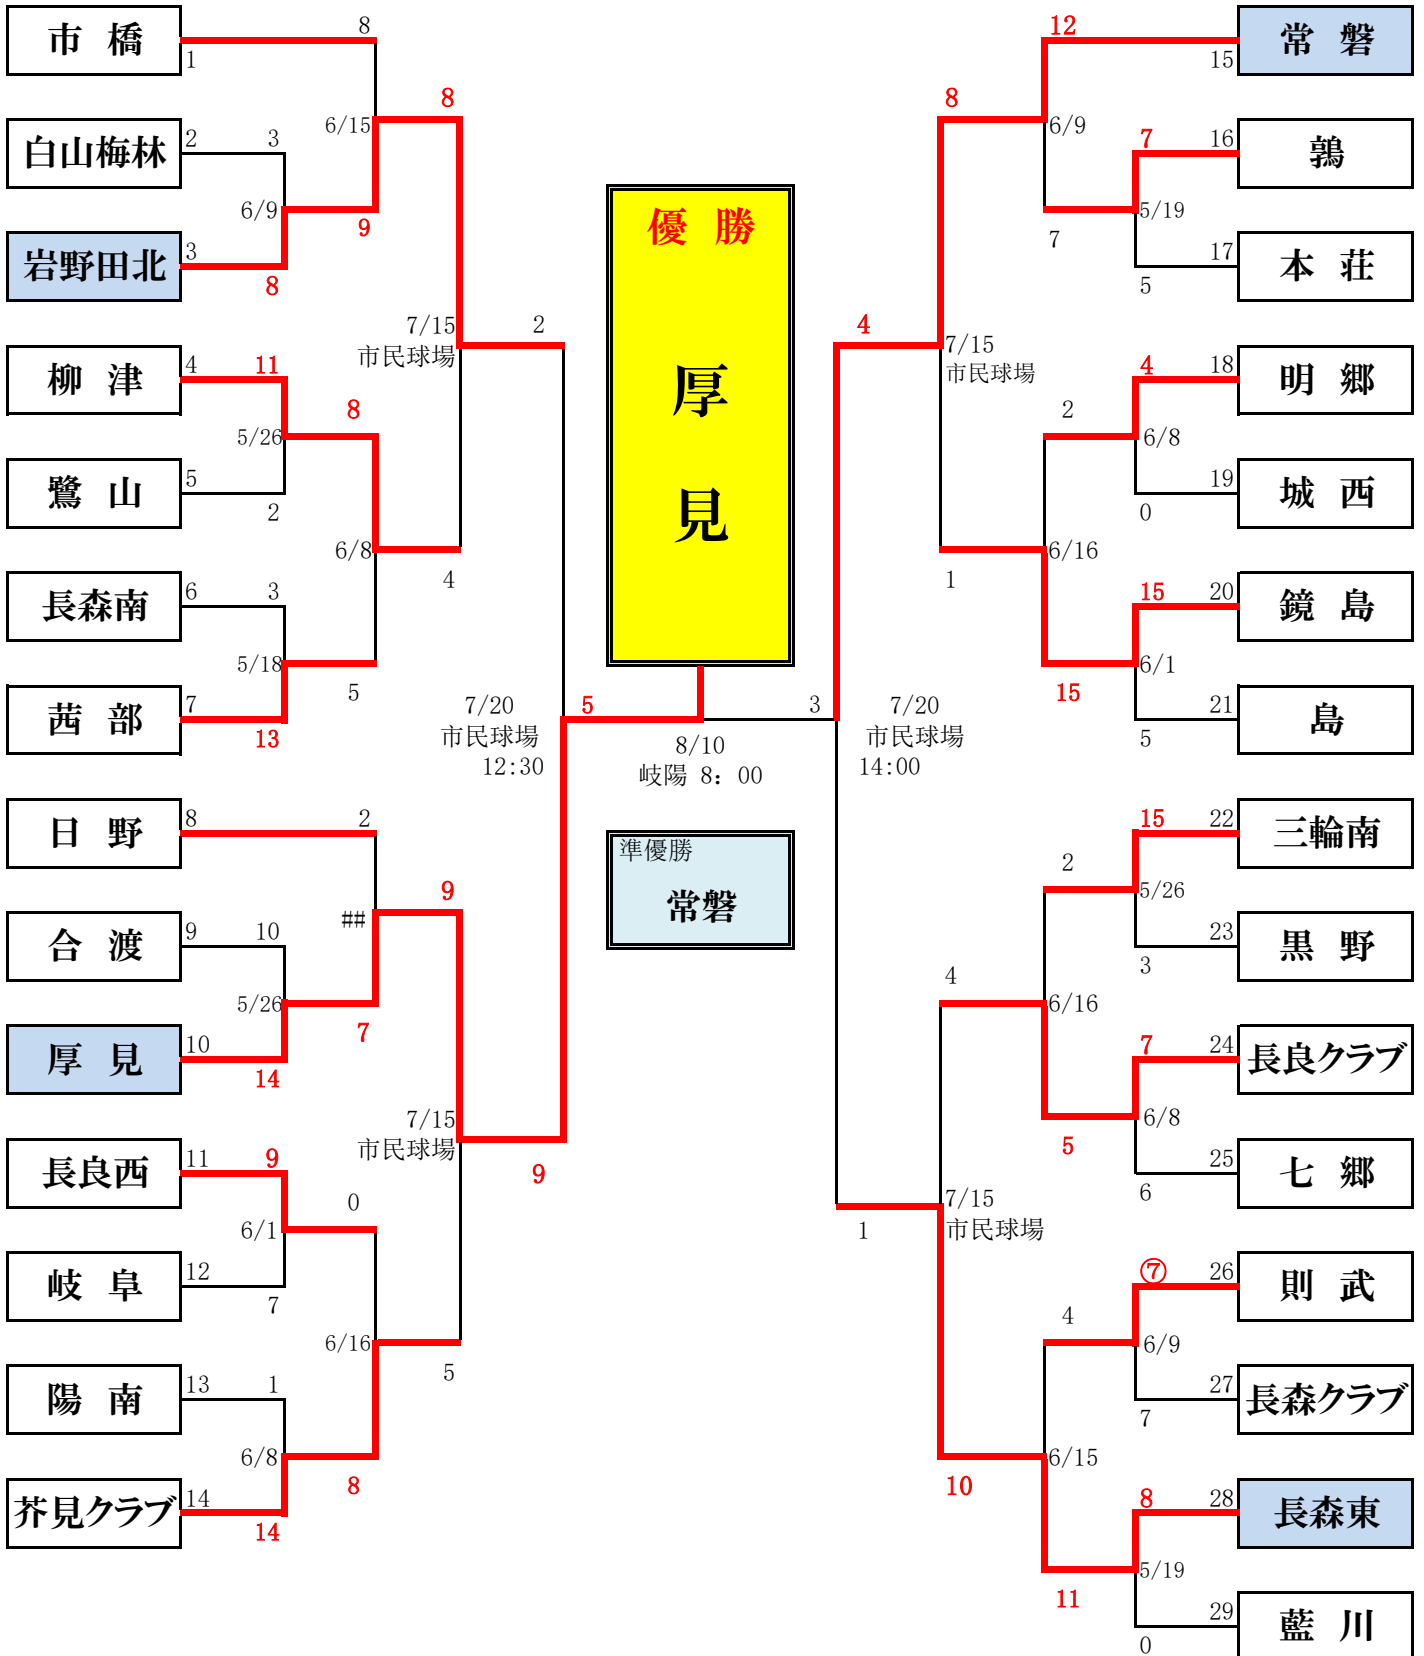 市 橋
1
8
白山梅林
2
3
6/15
8
6/9
9
岩野田北
3
8
7/15
市民球場
2
柳 津
4
11
8
5/26
鷺 山
5
2
6/8
4
長森南
6
3
5/18
5
茜 部
7
13
7/20
市民球場
12:30
5
日 野
8
2
9
##
合 渡
9
10
5/26
7
厚 見
10
14
7/15
市民球場
9
長良西
11
9
0
6/1
岐 阜
12
7
6/16
5
陽 南
13
1
6/8
8
芥見クラブ
14
14
優 勝
厚
見
8/10
岐陽 8：00
準優勝
常磐
常 磐
15
12
8
6/9
鶉
16
7
5/19
7
本 荘
17
5
4
7/15
市民球場
明 郷
18
4
2
6/8
城 西
19
0
6/16
1
鏡 島
20
15
6/1
15
島
21
5
3
7/20
市民球場
14:00
三輪南
22
15
2
5/26
黒 野
23
3
4
6/16
長良クラブ
24
7
6/8
5
七 郷
25
6
7/15
市民球場
1
則 武
26
⑦
4
6/9
長森クラブ
27
7
6/15
10
長森東
28
8
5/19
11
藍 川
29
0